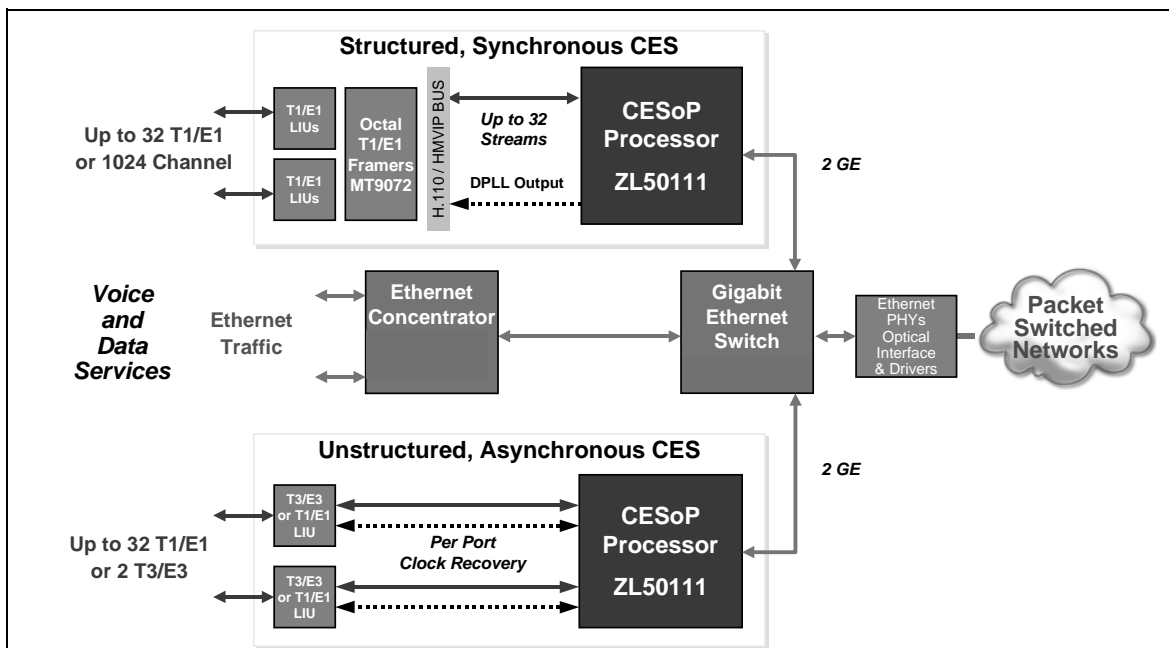 Structured, Synchronous CES
Up to 32 T1/E1
or 1024 Channel
T1/E1
LIUs
T1/E1
LIUs
Octal
T1/E1
Framers
MT9072
H.110 / HMVIP BUS
Up to 32
Streams
DPLL Output
CESoP
Processor
ZL50111
2 GE
Voice
and
Data
Services
Ethernet
Traffic
Ethernet
Concentrator
Gigabit
Ethernet
Switch
Ethernet
PHYs
Optical
Interface
& Drivers
Packet
Switched
Networks
Unstructured, Asynchronous CES
2 GE
Up to 32 T1/E1
or 2 T3/E3
T3/E3
or T1/E1
LIU
T3/E3
or T1/E1
LIU
Per Port
Clock Recovery
CESoP
Processor
ZL50111